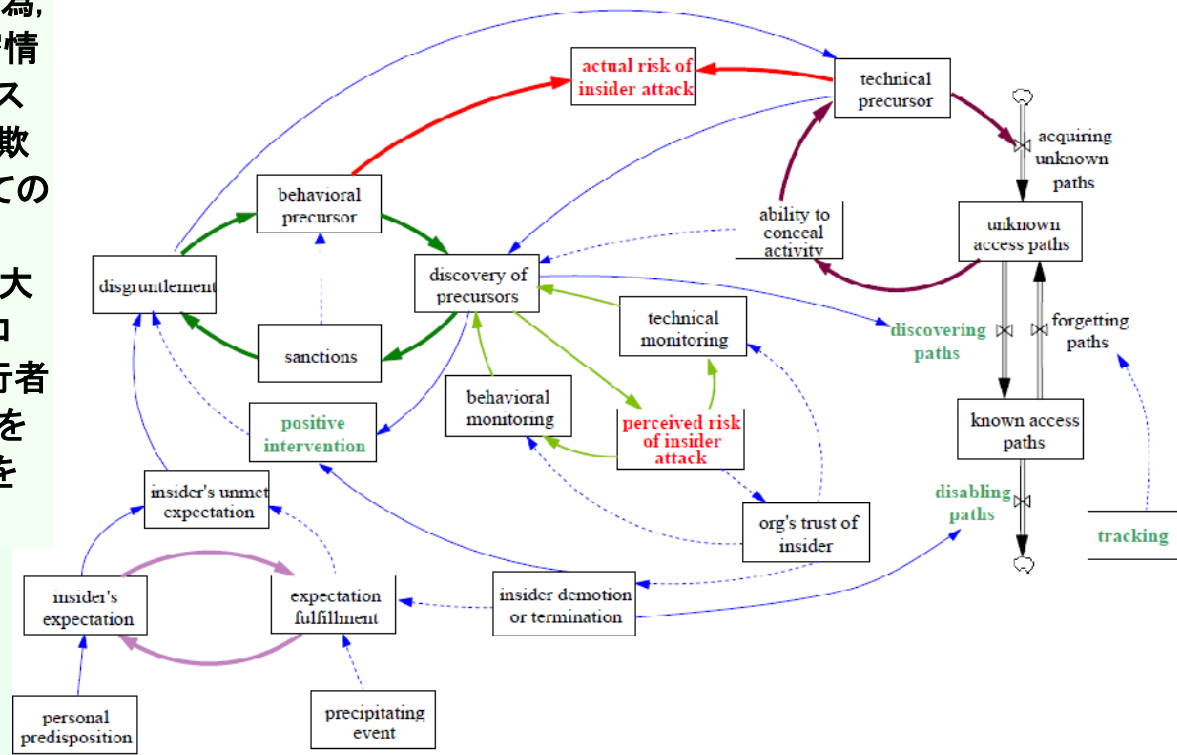 為,
情
ス
欺
ての
大
コ
行者
を
を
actual risk of
insider attack
technical
precursor
acquiring
unknown
paths
behavioral
precursor
ability to
conceal
activity
unknown
access paths
disgruntlement
discovery of
precursors
technical
monitoring
discovering
paths
forgetting
paths
sanctions
behavioral
monitoring
positive
intervention
perceived risk
of insider
attack
known access
paths
insider's unmet
expectation
disabling
paths
org's trust of
insider
tracking
insider's
expectation
expectation
fulfillment
insider demotion
or termination
personal
predisposition
precipitating
event